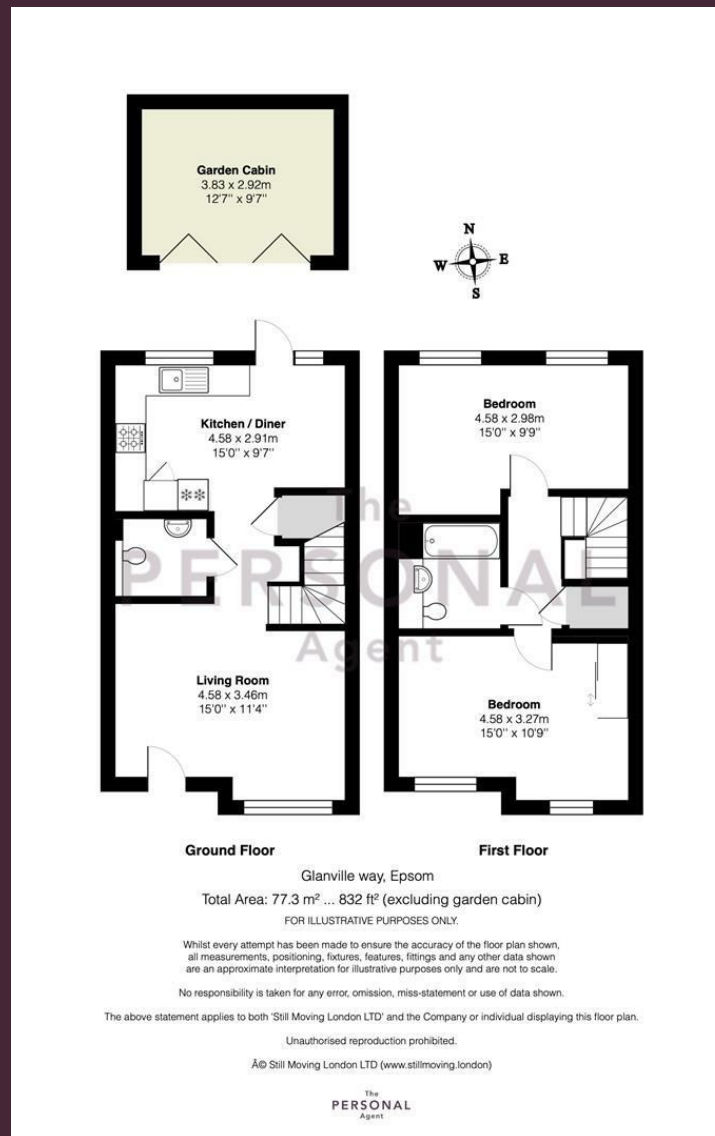 Garden Cabin
3.83 x 2.92m
12'7'' x 9'7''
N
W E
S
Kitchen / Diner
4.58 x 2.91m
15'0'' x 9'7''
Bedroom
4.58 x 2.98m
15'0'' x 9'9''
The
PERSONAL
Agent
Living Room
4.58 x 3.46m
15'0'' x 11'4''
Bedroom
4.58 x 3.27m
15'0'' x 10'9''
Ground Floor
First Floor
Glanville way, Epsom
Total Area: 77.3 m² ... 832 ft² (excluding garden cabin)
FOR ILLUSTRATIVE PURPOSES ONLY.
Whilst every attempt has been made to ensure the accuracy of the floor plan shown,
all measurements, positioning, fixtures, features, fittings and any other data shown
are an approximate interpretation for illustrative purposes only and are not to scale.
No responsibility is taken for any error, omission, miss-statement or use of data shown.
The above statement applies to both 'Still Moving London LTD' and the Company or individual displaying this floor plan.
Unauthorised reproduction prohibited.
Â© Still Moving London LTD (www.stillmoving.london)
The
PERSONAL
Agent